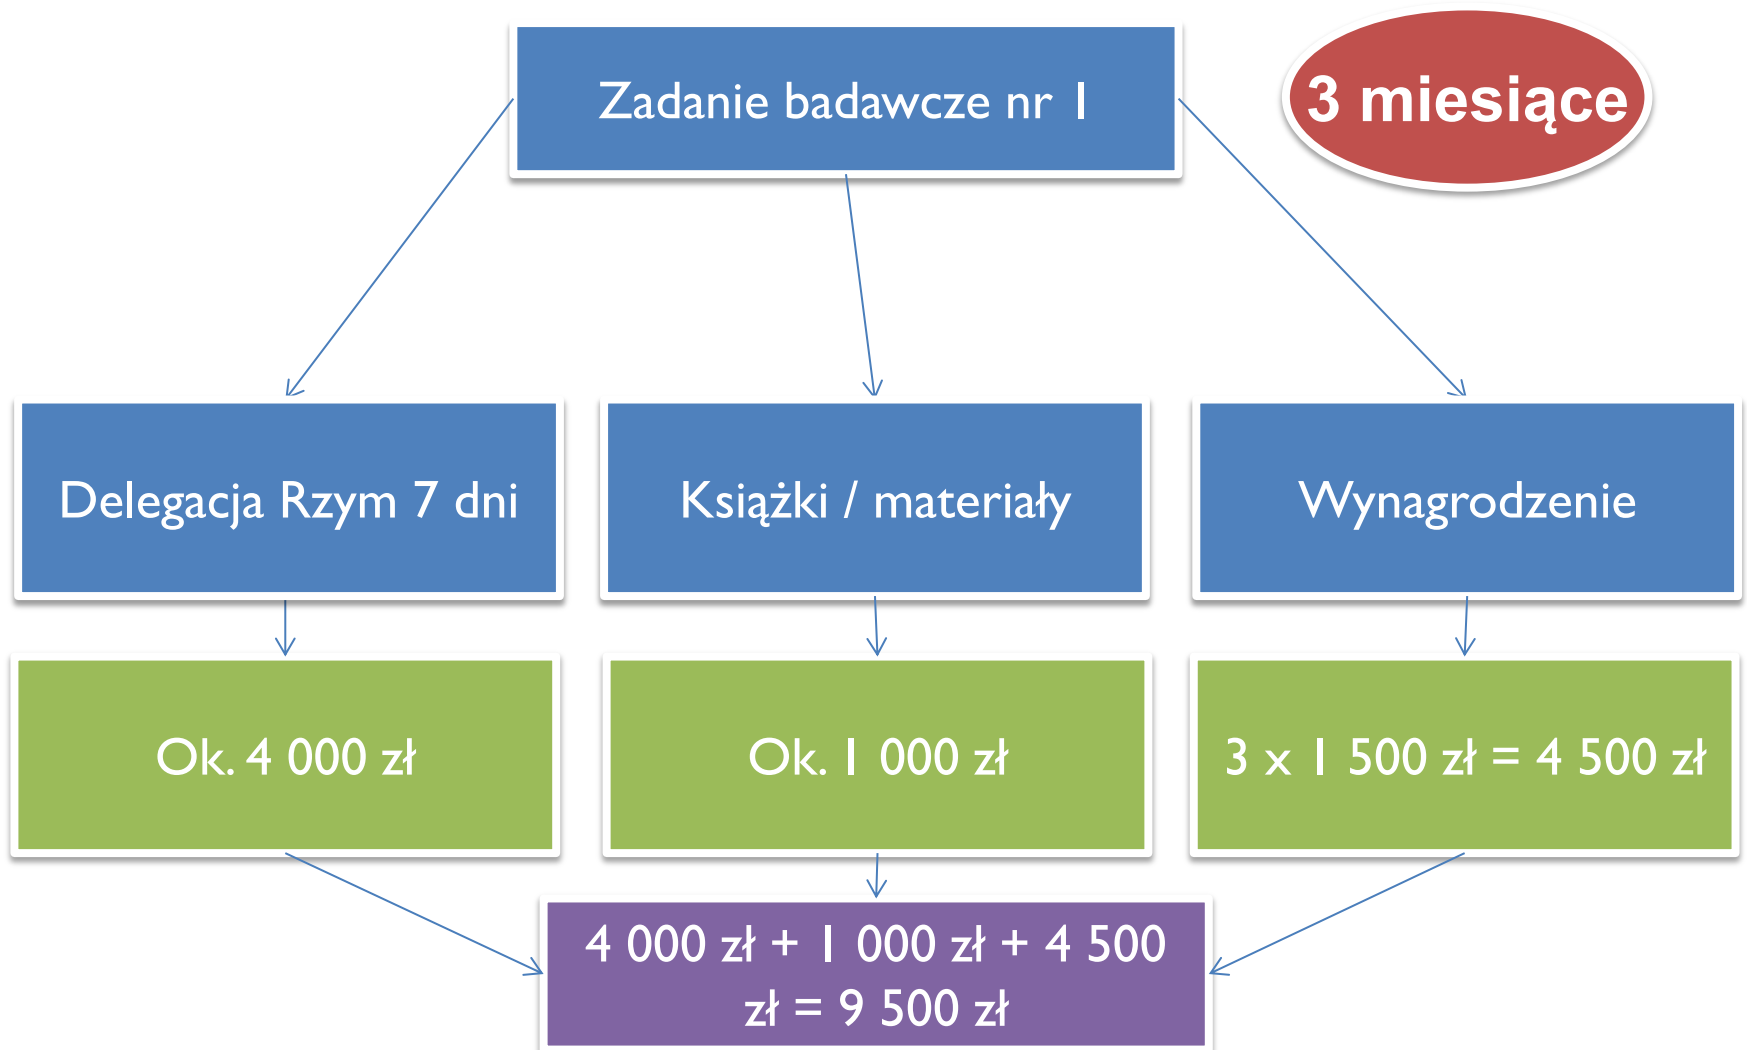 Zadanie badawcze nr 1
3 miesiące
Delegacja Rzym 7 dni
Książki / materiały
Wynagrodzenie
Ok. 4 000 zł
Ok. 1 000 zł
3 x 1 500 zł = 4 500 zł
4 000 zł + 1 000 zł + 4 500
zł = 9 500 zł